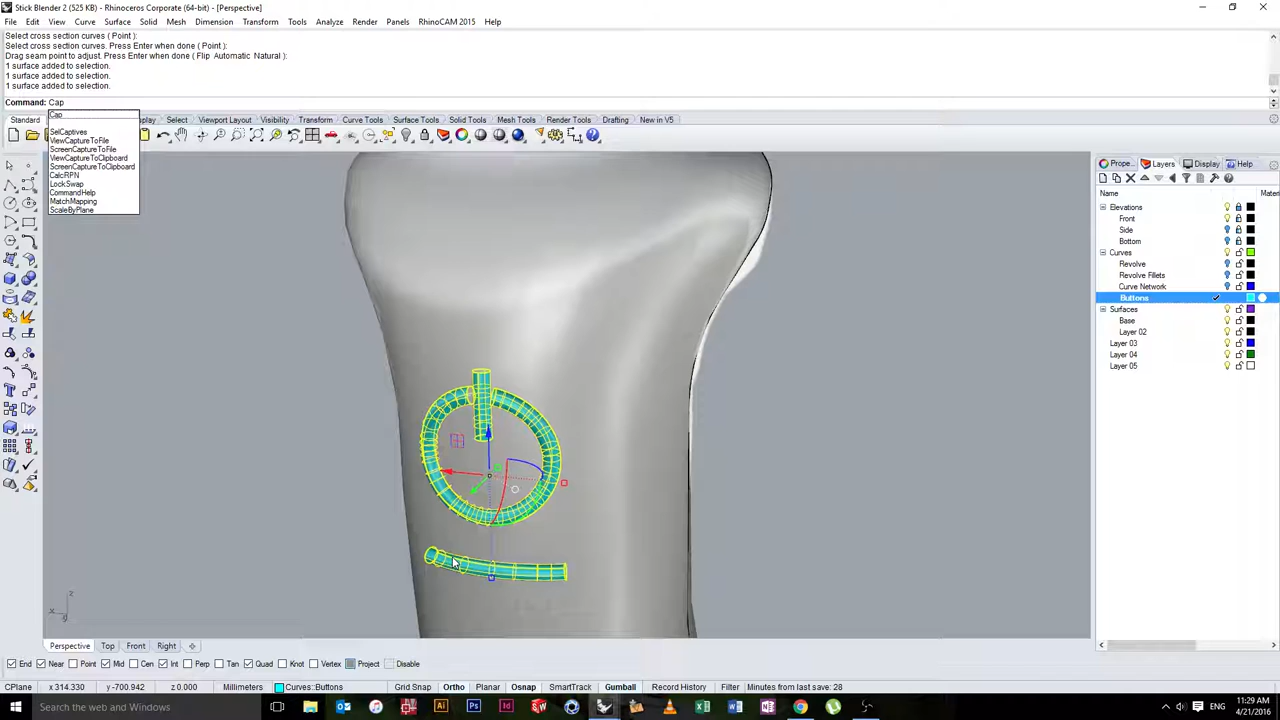 Stick Blender 2 (525 KB) - Rhinoceros Corporate (64-bit) - [Perspective]
File Edit View Curve Surface Solid Mesh Dimension Transform Tools Analyze Render Panels RhinoCAM 2015 Help
Select cross section curves ( Point ):
Select cross section curves. Press Enter when done ( Point ):
Drag seam point to adjust. Press Enter when done ( Flip Automatic Natural ):
1 surface added to selection.
1 surface added to selection.
1 surface added to selection.
Command: Cap
Cap
SelCaptives
ViewCaptureToFile
ScreenCaptureToFile
ViewCaptureToClipboard
ScreenCaptureToClipboard
CalcRPN
LockSwap
CommandHelp
MatchMapping
ScaleByPlane
Standard play Select Viewport Layout Visibility Transform Curve Tools Surface Tools Solid Tools Mesh Tools Render Tools Drafting New in V5
Prope... Layers Display Help
Name Mater
Elevations
Front
Side
Bottom
Curves
Revolve
Revolve Fillets
Curve Network
Buttons
Surfaces
Base
Layer 02
Layer 03
Layer 04
Layer 05
z
x
Perspective Top Front Right
End Near Point Mid Cen Int Perp Tan Quad Knot Vertex Project Disable
CPlane x 314.330 y -700.942 z 0.000 Millimeters Curves::Buttons Grid Snap Ortho Planar Osnap SmartTrack Gumball Record History Filter Minutes from last save: 28
Search the web and Windows
ENG
11:29 AM
4/21/2016